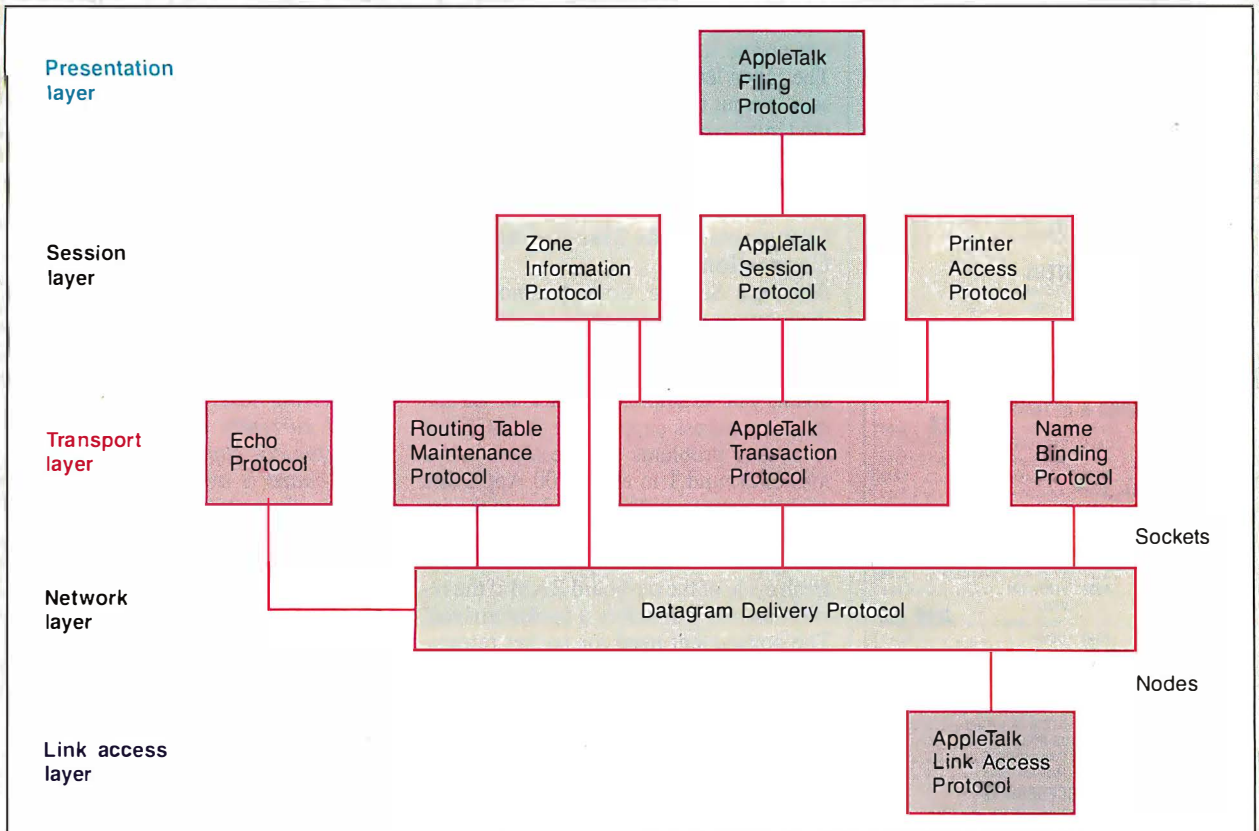 Presentation
layer
AppleTalk
Filing
Protocol
Session
layer
Zone
Information
Protocol
AppleTalk
Session
Protocol
Printer
Access
Protocol
Transport
layer
Echo
Protocol
Routing Table
Maintenance
Protocol
AppleTalk
Transaction
Protocol
Name
Binding
Protocol
Sockets
Network
layer
Datagram Delivery Protocol
Nodes
Link access
layer
AppleTalk
Link Access
Protocol